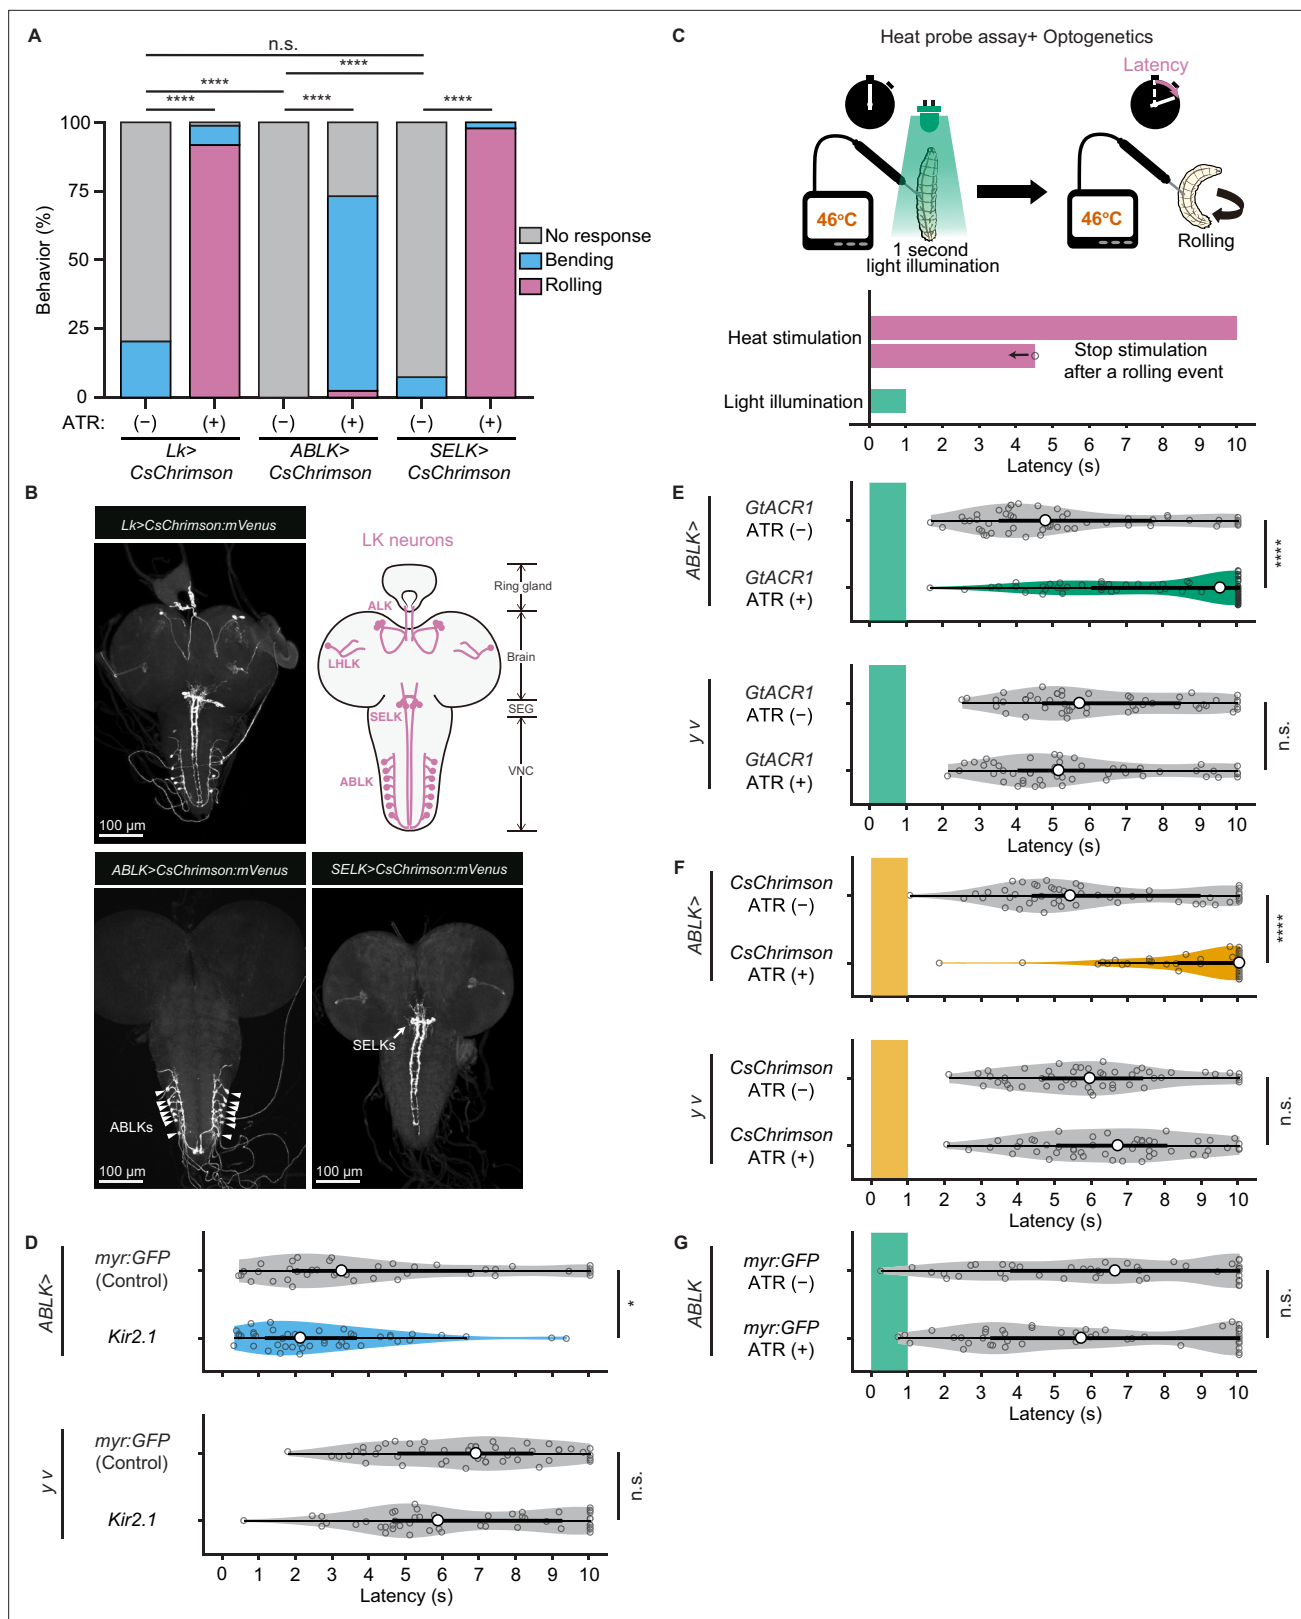 A
n.s.
****
****
****
****
****
100
75
50
25
0
Behavior (%)
No response
Bending
Rolling
ATR: (−) (+) (−) (+) (−) (+)
Lk> ABLK> SELK>
CsChrimson CsChrimson CsChrimson
B
Lk>CsChrimson:mVenus
100 µm
LK neurons
ALK
LHLK
SELK
ABLK
Ring gland
Brain
SEG
VNC
ABLK>CsChrimson:mVenus
ABLKs
100 µm
SELK>CsChrimson:mVenus
SELKs
100 µm
C
Heat probe assay+ Optogenetics
Latency
46°C
46°C
1 second
light illumination
Rolling
Heat stimulation
Stop stimulation
after a rolling event
Light illumination
0 1 2 3 4 5 6 7 8 9 10
Latency (s)
D
ABLK>
myr:GFP
(Control)
Kir2.1
*
y v
myr:GFP
(Control)
Kir2.1
n.s.
0 1 2 3 4 5 6 7 8 9 10
Latency (s)
E
ABLK>
GtACR1
ATR (−)
GtACR1
ATR (+)
****
y v
GtACR1
ATR (−)
GtACR1
ATR (+)
n.s.
0 1 2 3 4 5 6 7 8 9 10
Latency (s)
F
ABLK>
CsChrimson
ATR (−)
CsChrimson
ATR (+)
****
y v
CsChrimson
ATR (−)
CsChrimson
ATR (+)
n.s.
0 1 2 3 4 5 6 7 8 9 10
Latency (s)
G
ABLK
myr:GFP
ATR (−)
myr:GFP
ATR (+)
n.s.
0 1 2 3 4 5 6 7 8 9 10
Latency (s)